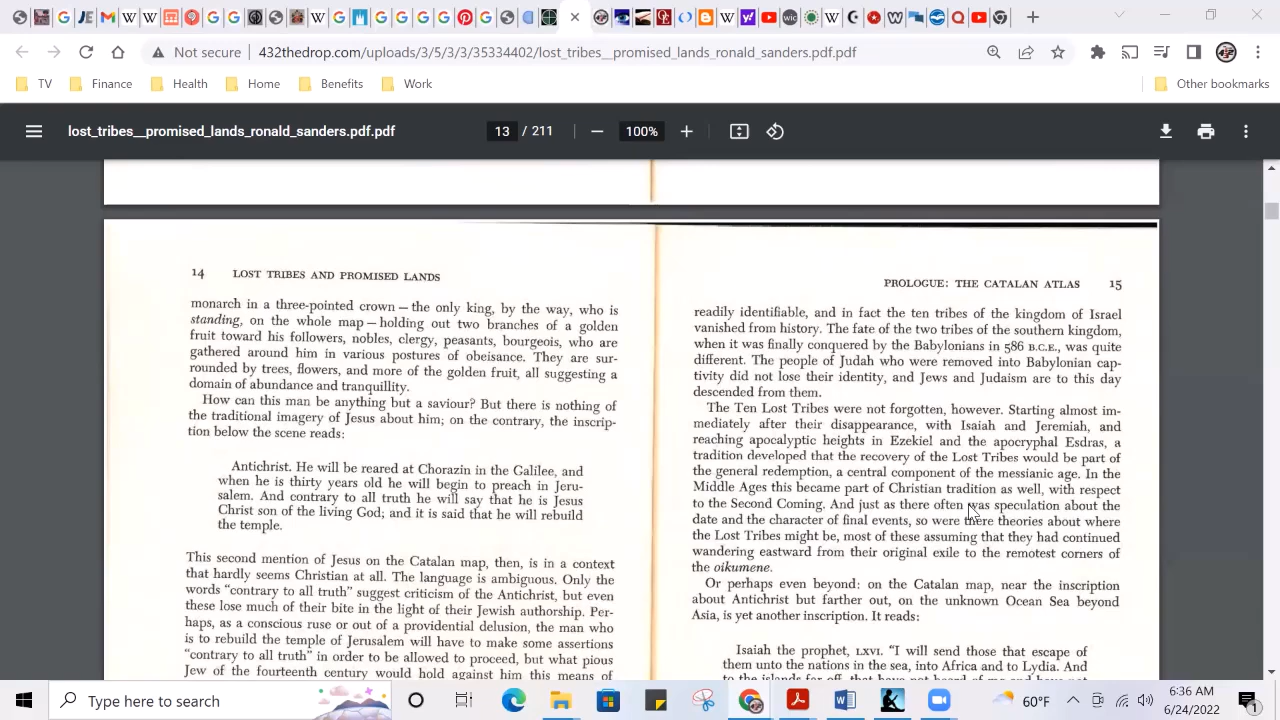 Not secure
432thedrop.com/uploads/3/5/3/3/35334402/lost_tribes__promised_lands_ronald_sanders.pdf.pdf
TV
Finance
Health
Home
Benefits
Work
Other bookmarks
lost_tribes__promised_lands_ronald_sanders.pdf.pdf
13 / 211
100%
14 LOST TRIBES AND PROMISED LANDS
monarch in a three-pointed crown — the only king, by the way, who is
standing, on the whole map — holding out two branches of a golden
fruit toward his followers, nobles, clergy, peasants, bourgeois, who are
gathered around him in various postures of obeisance. They are sur-
rounded by trees, flowers, and more of the golden fruit, all suggesting a
domain of abundance and tranquillity.
How can this man be anything but a saviour? But there is nothing of
the traditional imagery of Jesus about him; on the contrary, the inscrip-
tion below the scene reads:
Antichrist. He will be reared at Chorazin in the Galilee, and
when he is thirty years old he will begin to preach in Jeru-
salem. And contrary to all truth he will say that he is Jesus
Christ son of the living God; and it is said that he will rebuild
the temple.
This second mention of Jesus on the Catalan map, then, is in a context
that hardly seems Christian at all. The language is ambiguous. Only the
words "contrary to all truth" suggest criticism of the Antichrist, but even
these lose much of their bite in the light of their Jewish authorship. Per-
haps, as a conscious ruse or out of a providential delusion, the man who
is to rebuild the temple of Jerusalem will have to make some assertions
"contrary to all truth" in order to be allowed to proceed, but what pious
Jew of the fourteenth century would hold against him this means of
PROLOGUE: THE CATALAN ATLAS 15
readily identifiable, and in fact the ten tribes of the kingdom of Israel
vanished from history. The fate of the two tribes of the southern kingdom,
when it was finally conquered by the Babylonians in 586 B.C.E., was quite
different. The people of Judah who were removed into Babylonian cap-
tivity did not lose their identity, and Jews and Judaism are to this day
descended from them.
The Ten Lost Tribes were not forgotten, however. Starting almost im-
mediately after their disappearance, with Isaiah and Jeremiah, and
reaching apocalyptic heights in Ezekiel and the apocryphal Esdras, a
tradition developed that the recovery of the Lost Tribes would be part of
the general redemption, a central component of the messianic age. In the
Middle Ages this became part of Christian tradition as well, with respect
to the Second Coming. And just as there often was speculation about the
date and the character of final events, so were there theories about where
the Lost Tribes might be, most of these assuming that they had continued
wandering eastward from their original exile to the remotest corners of
the oikumene.
Or perhaps even beyond: on the Catalan map, near the inscription
about Antichrist but farther out, on the unknown Ocean Sea beyond
Asia, is yet another inscription. It reads:
Isaiah the prophet, LXVI. "I will send those that escape of
them unto the nations in the sea, into Africa and to Lydia. And
to the islands far off, that have not heard of me and have not
Type here to search
60°F
6:36 AM
6/24/2022